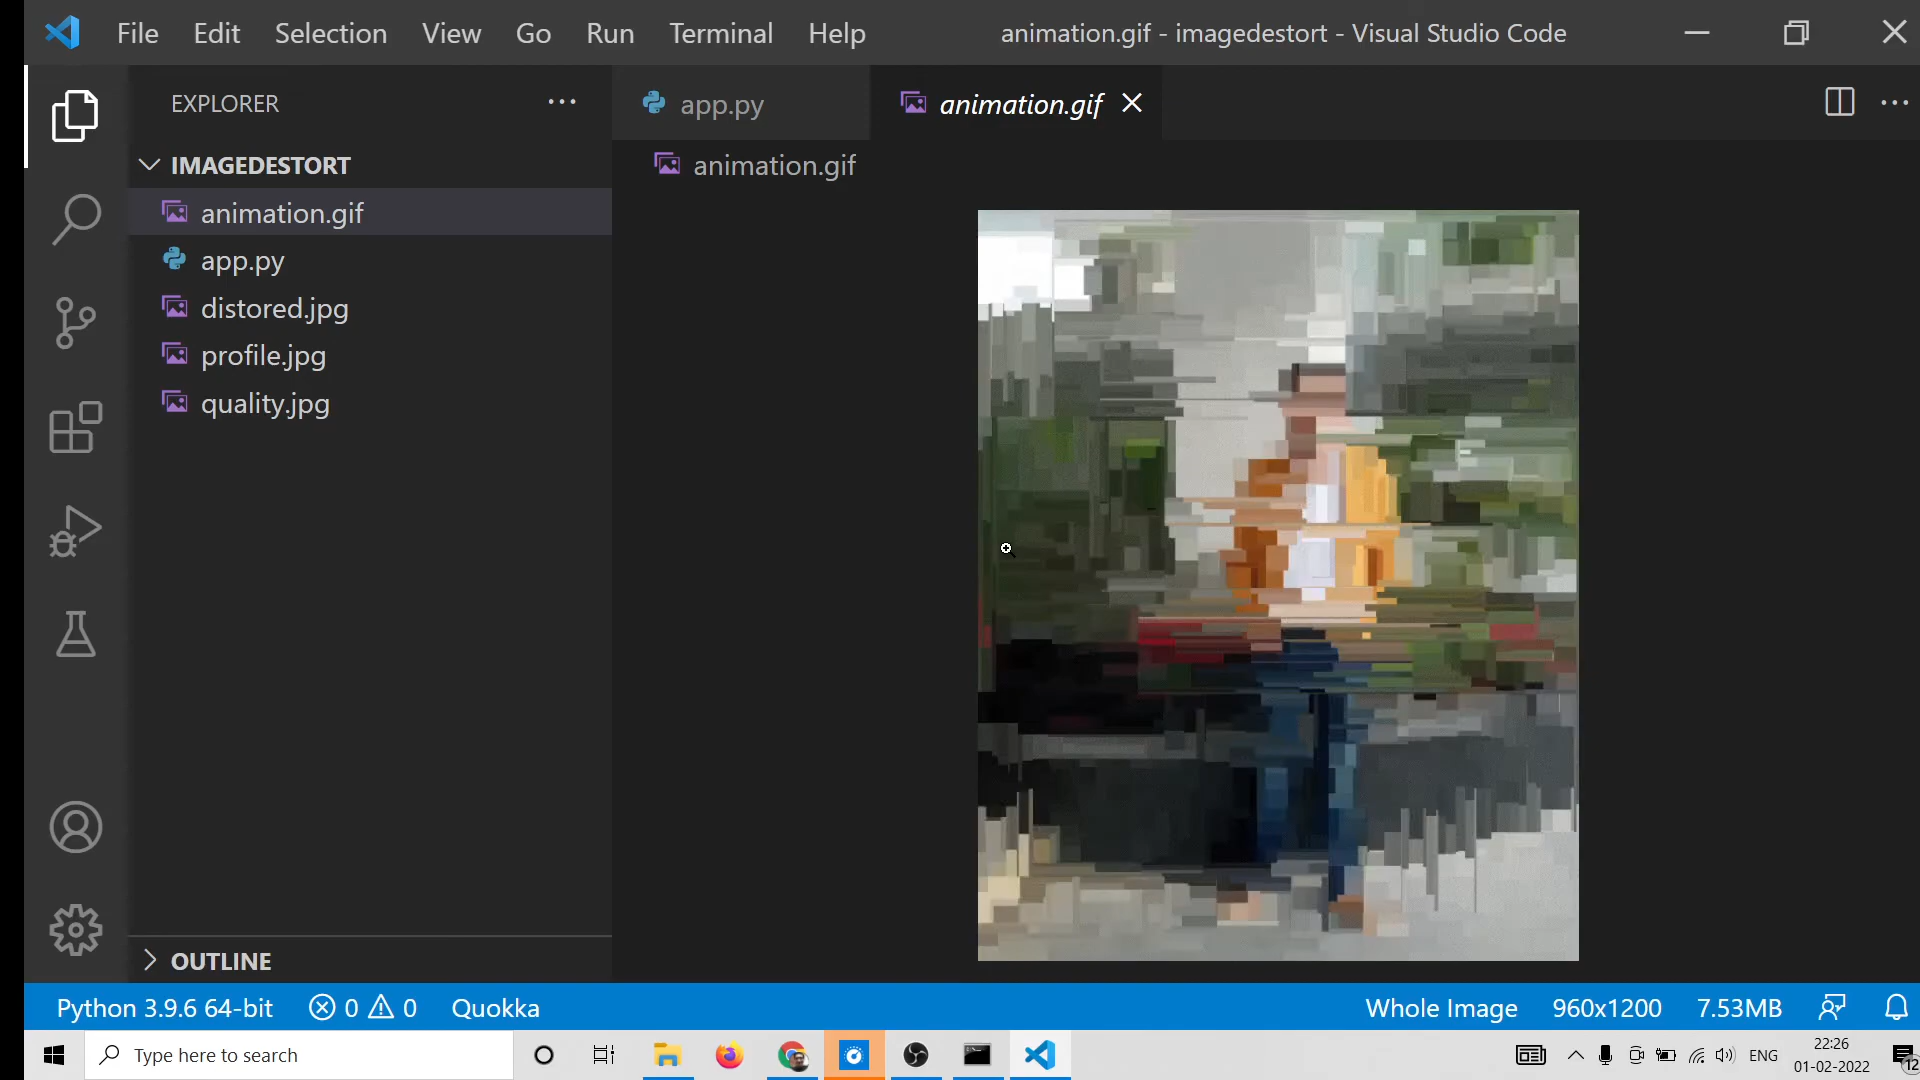 File Edit Selection View Go Run Terminal Help animation.gif - imagedestort - Visual Studio Code
EXPLORER
app.py animation.gif
IMAGEDESTORT
animation.gif
animation.gif
app.py
distored.jpg
profile.jpg
quality.jpg
OUTLINE
Python 3.9.6 64-bit 0 0 Quokka Whole Image 960x1200 7.53MB
Type here to search
ENG
22:26
01-02-2022
12